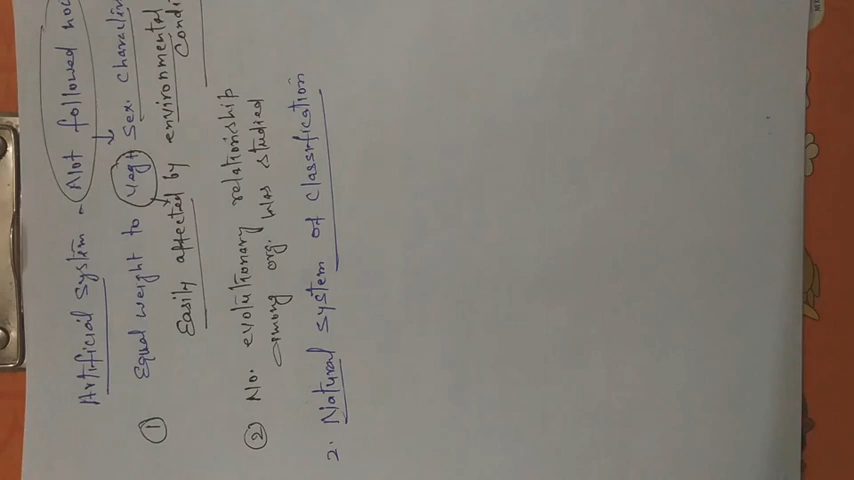 Artificial System - Not followed now
① Equal weight to Vegt Sex. Characters
Easily affected by environmental
Condi
② No. evolutionary relationship
among org. was studied
2. Natural System of Classification